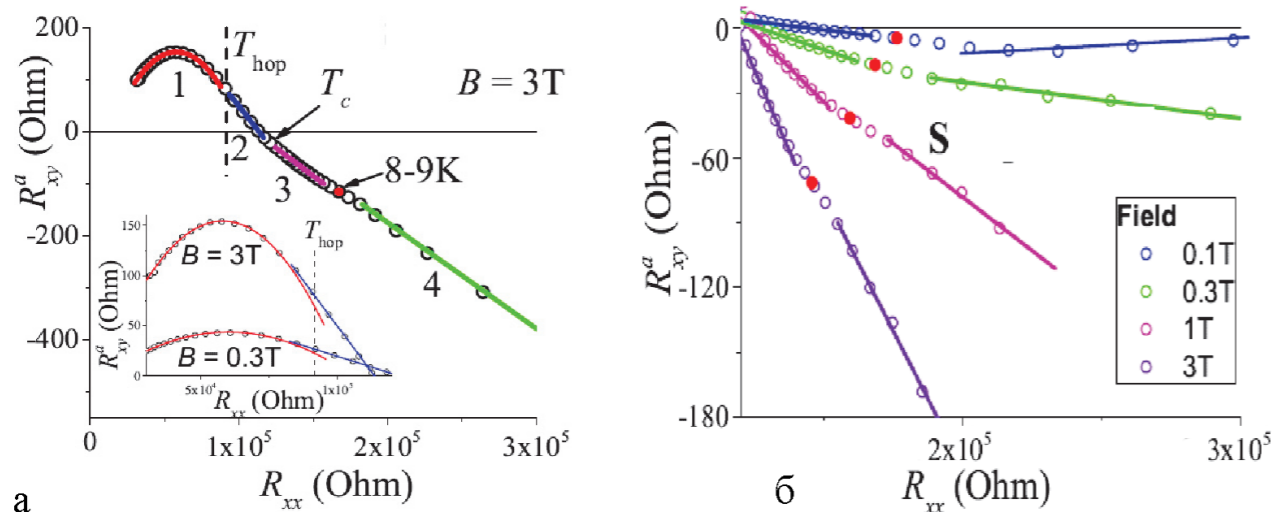 200
0
-200
-400
R^a_xy (Ohm)
0
1x10^5
2x10^5
3x10^5
R_xx (Ohm)
T_hop
T_c
B = 3T
8-9K
1
2
3
4
150
100
50
0
R^a_xy (Ohm)
5x10^4
1x10^5
R_xx (Ohm)
T_hop
B = 3T
B = 0.3T
а
0
-60
-120
-180
R^a_xy (Ohm)
2x10^5
3x10^5
R_xx (Ohm)
S
Field
0.1T
0.3T
1T
3T
б